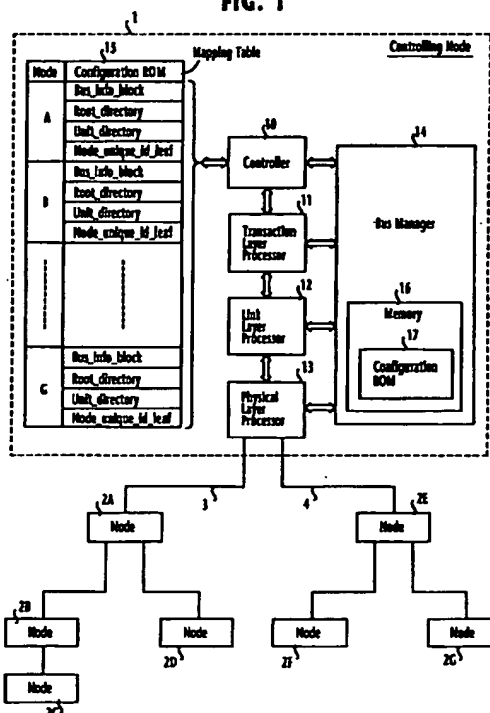 FIG. 1
1
15
Mapping Table
Controlling Node
Node
Configuration ROM
A
Bus_info_block
Root_directory
Unit_directory
Node_unique_id_leaf
B
Bus_info_block
Root_directory
Unit_directory
Node_unique_id_leaf
G
Bus_info_block
Root_directory
Unit_directory
Node_unique_id_leaf
10
Controller
11
Transaction
Layer
Processor
12
Link
Layer
Processor
13
Physical
Layer
Processor
14
Bus Manager
16
Memory
17
Configuration
ROM
3
4
2A
Node
2E
Node
2B
Node
Node
2D
Node
2F
Node
2G
Node
2C